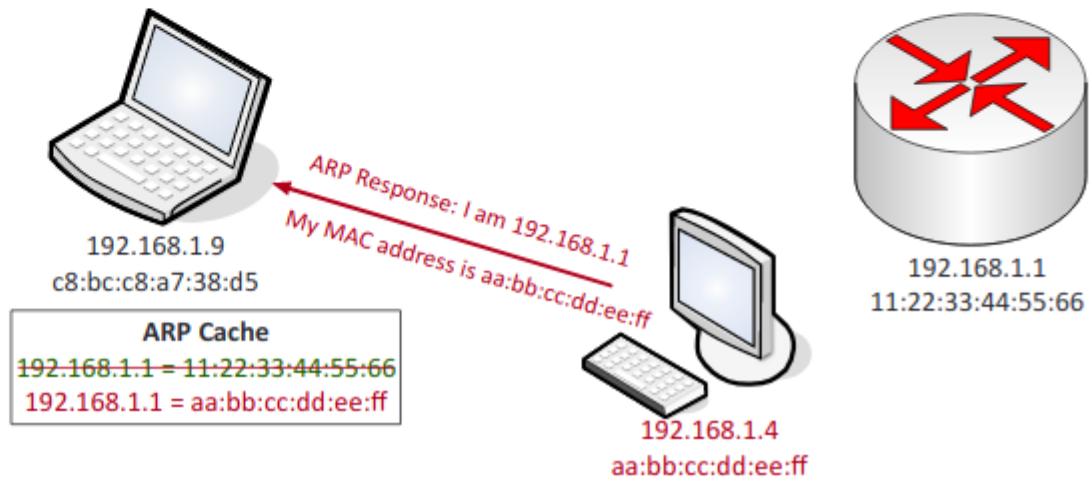 ARP Response: I am 192.168.1.1
My MAC address is aa:bb:cc:dd:ee:ff
192.168.1.9
c8:bc:c8:a7:38:d5
192.168.1.1
11:22:33:44:55:66
ARP Cache
192.168.1.1 = 11:22:33:44:55:66
192.168.1.1 = aa:bb:cc:dd:ee:ff
192.168.1.4
aa:bb:cc:dd:ee:ff